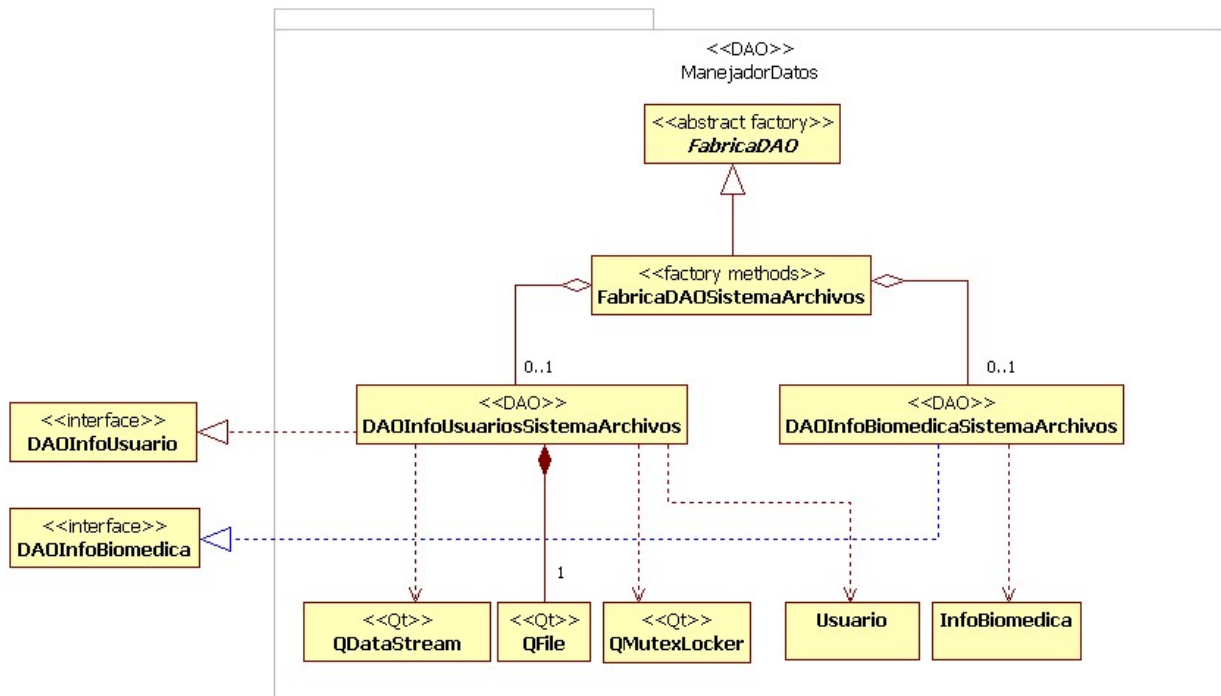 <<DAO>>
ManejadorDatos
<<abstract factory>>
FabricaDAO
<<factory methods>>
FabricaDAOSistemaArchivos
0..1
0..1
<<DAO>>
DAOInfoUsuariosSistemaArchivos
<<DAO>>
DAOInfoBiomedicaSistemaArchivos
<<interface>>
DAOInfoUsuario
<<interface>>
DAOInfoBiomedica
1
<<Qt>>
QDataStream
<<Qt>>
QFile
<<Qt>>
QMutexLocker
Usuario
InfoBiomedica